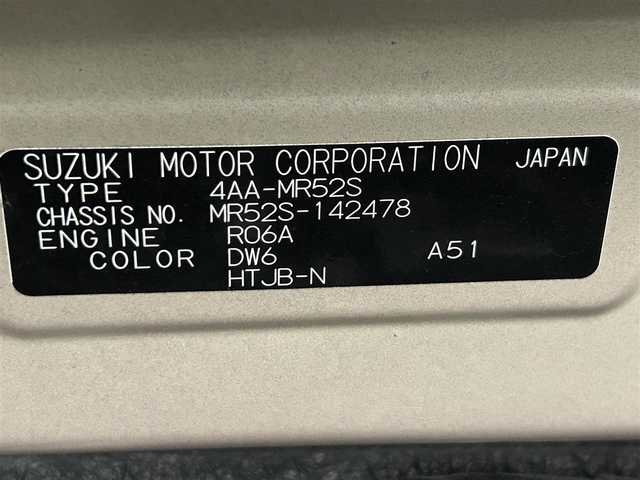 SUZUKI MOTOR CORPORATION JAPAN
TYPE 4AA-MR52S
CHASSIS NO. MR52S-142478
ENGINE R06A
COLOR DW6 A51
HTJB-N